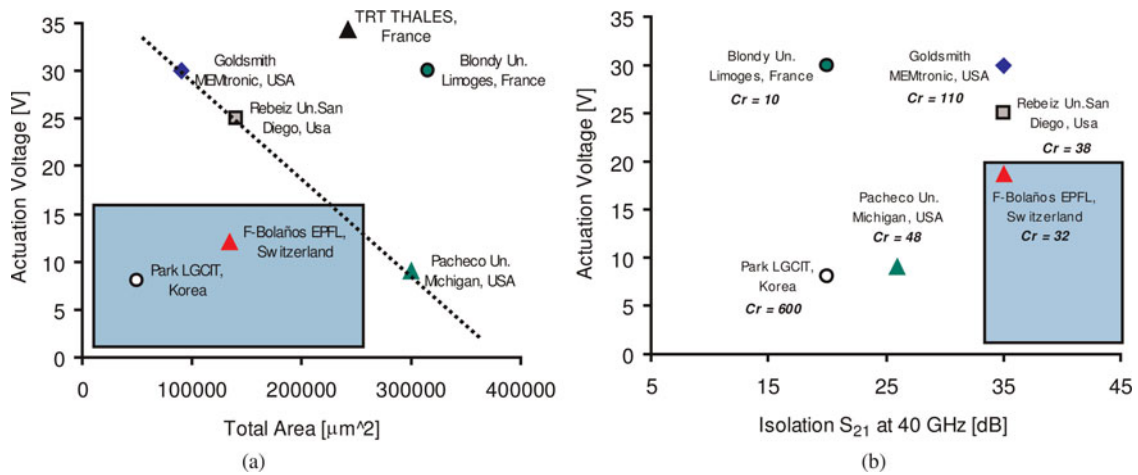 (a)
Actuation Voltage [V]
35
30
25
20
15
10
5
0
TRT THALES,
France
Goldsmith
MEMtronic, USA
Blondy Un.
Limoges, France
Rebeiz Un.San
Diego, Usa
F-Bolaños EPFL,
Switzerland
Park LGCIT,
Korea
Pacheco Un.
Michigan, USA
0 100000 200000 300000 400000
Total Area [μm^2]
(a)
(b)
Actuation Voltage [V]
35
30
25
20
15
10
5
0
Blondy Un.
Limoges, France
Cr = 10
Goldsmith
MEMtronic, USA
Cr = 110
Rebeiz Un.San
Diego, Usa
Cr = 38
Pacheco Un.
Michigan, USA
Cr = 48
F-Bolaños EPFL,
Switzerland
Cr = 32
Park LGCIT,
Korea
Cr = 600
5 15 25 35 45
Isolation S21 at 40 GHz [dB]
(b)